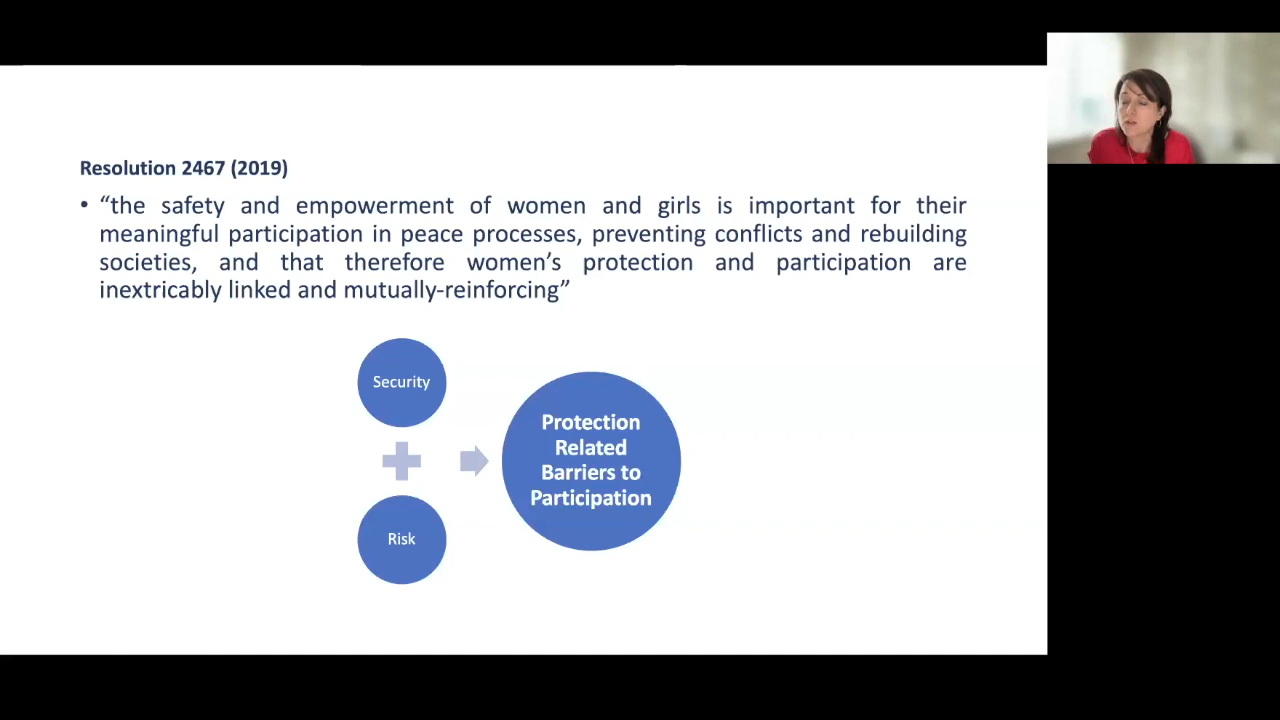 Resolution 2467 (2019)
• “the safety and empowerment of women and girls is important for their
meaningful participation in peace processes, preventing conflicts and rebuilding
societies, and that therefore women’s protection and participation are
inextricably linked and mutually-reinforcing”
Security
Risk
Protection
Related
Barriers to
Participation